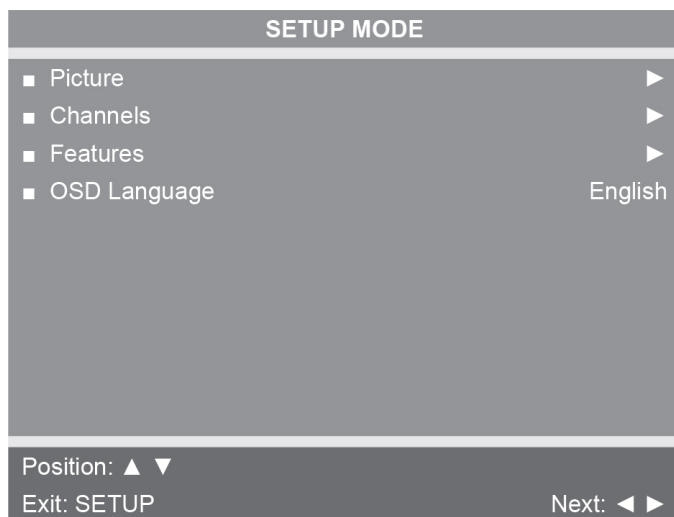 SETUP MODE
■ Picture ►
■ Channels ►
■ Features ►
■ OSD Language English
Position: ▲ ▼
Exit: SETUP Next: ◄ ►